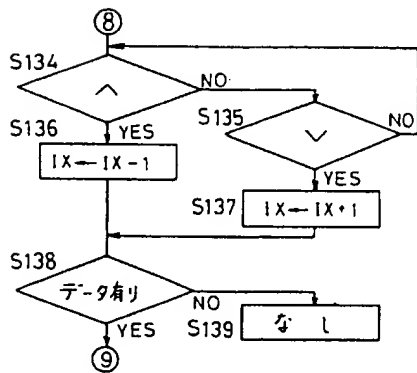 ⑧
S134
∧
NO
S135
∨
NO
S136
YES
IX←IX-1
YES
S137
IX←IX+1
S138
データ有り
NO
YES
S139
なし
⑨